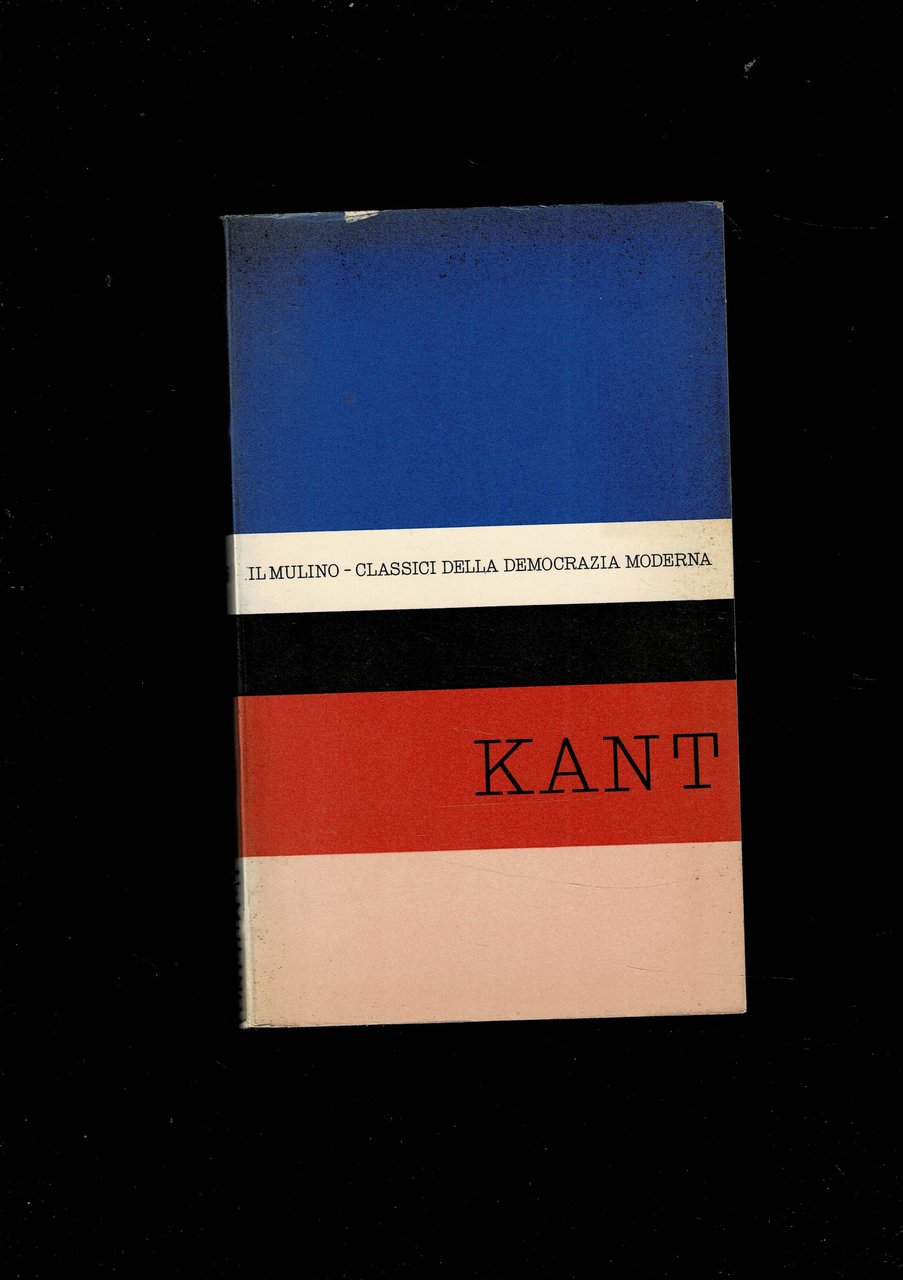 IL MULINO - CLASSICI DELLA DEMOCRAZIA MODERNA
KANT